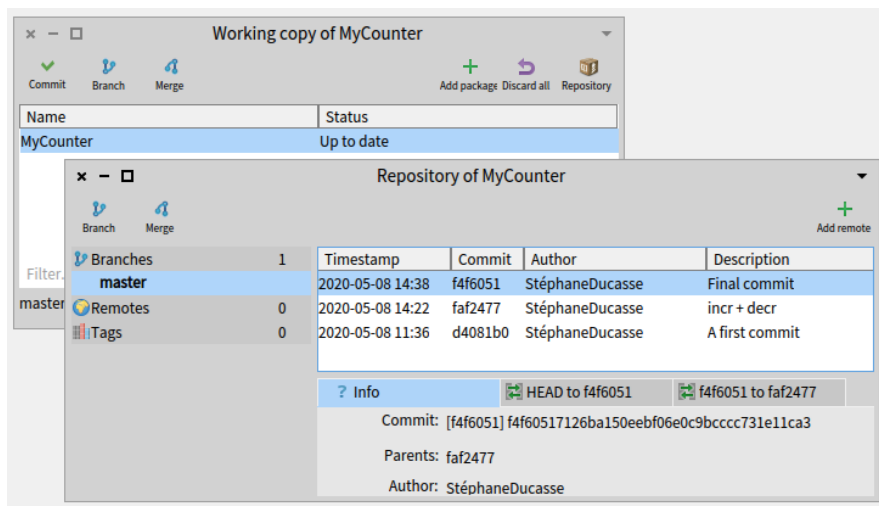 Working copy of MyCounter
Commit Branch Merge Add package Discard all Repository
Name Status
MyCounter Up to date
Filter.
master
Repository of MyCounter
Branch Merge Add remote
Branches 1
master
Remotes 0
Tags 0
Timestamp Commit Author Description
2020-05-08 14:38 f4f6051 StéphaneDucasse Final commit
2020-05-08 14:22 faf2477 StéphaneDucasse incr + decr
2020-05-08 11:36 d4081b0 StéphaneDucasse A first commit
? Info HEAD to f4f6051 f4f6051 to faf2477
Commit: [f4f6051] f4f60517126ba150eebf06e0c9bcccc731e11ca3
Parents: faf2477
Author: StéphaneDucasse